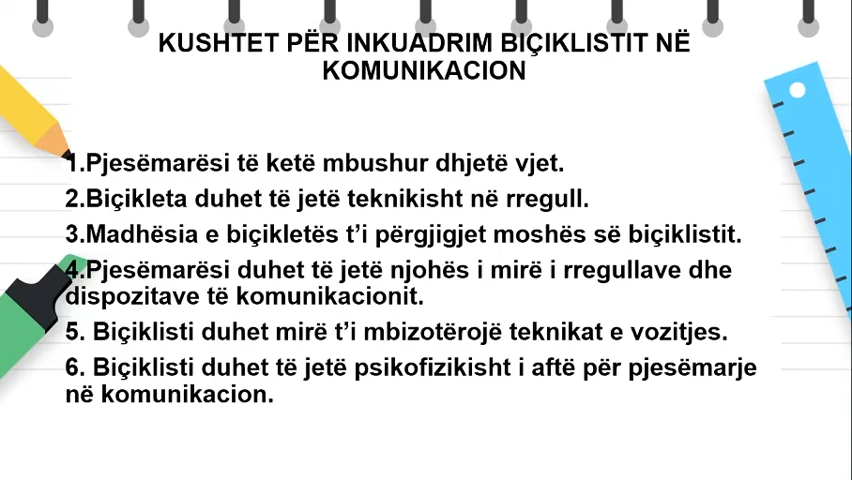 KUSHTET PËR INKUADRIM BIÇIKLISTIT NË
KOMUNIKACION
1.Pjesëmarësi të ketë mbushur dhjetë vjet.
2.Biçikleta duhet të jetë teknikisht në rregull.
3.Madhësia e biçikletës t’i përgjigjet moshës së biçiklistit.
4.Pjesëmarësi duhet të jetë njohës i mirë i rregullave dhe
dispozitave të komunikacionit.
5. Biçiklisti duhet mirë t’i mbizotërojë teknikat e vozitjes.
6. Biçiklisti duhet të jetë psikofizikisht i aftë për pjesëmarje
në komunikacion.